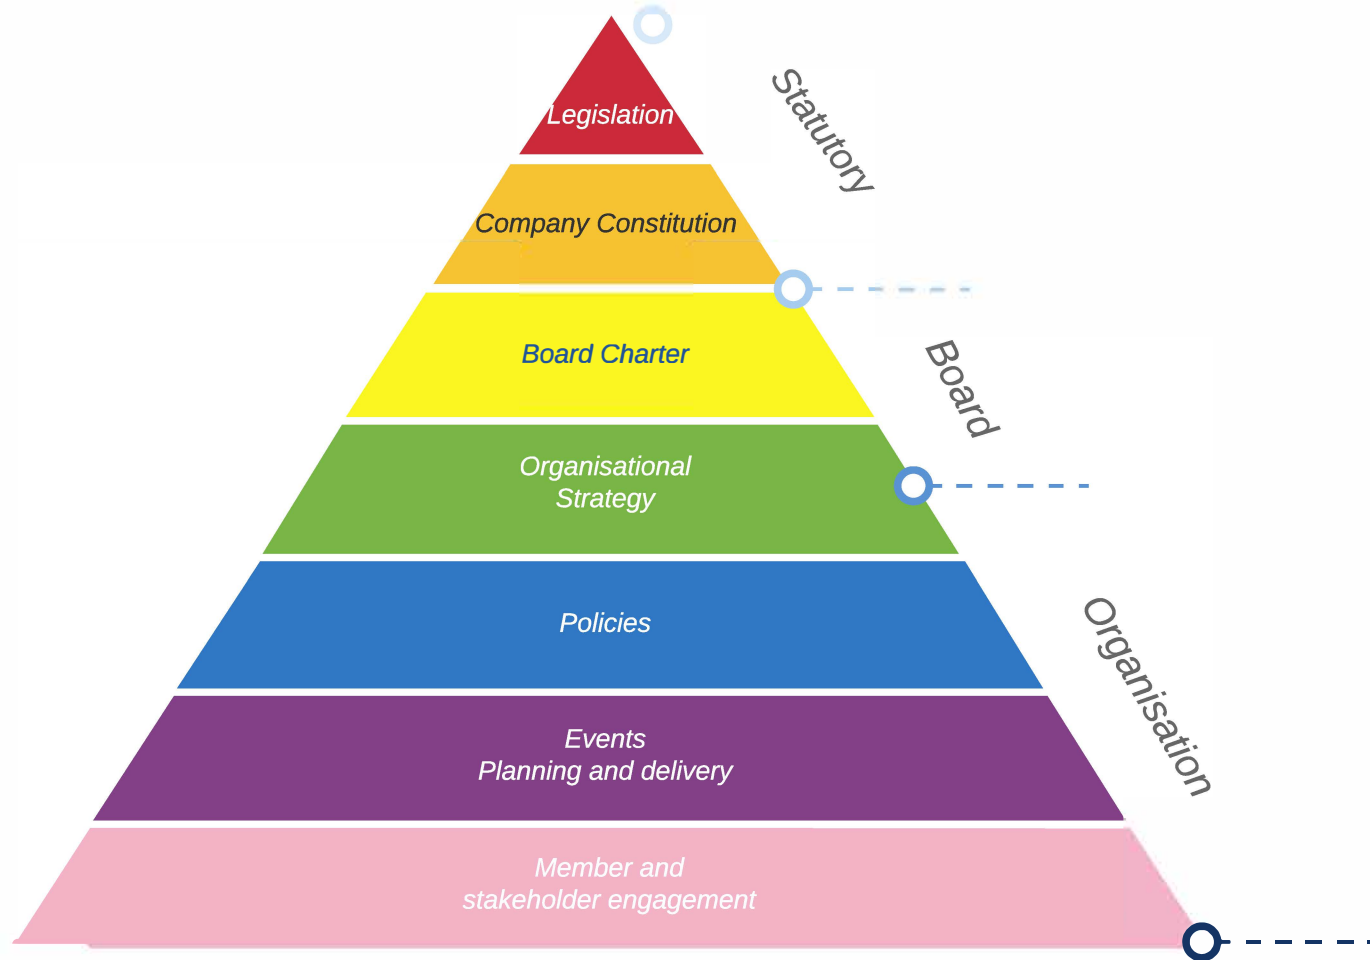 Legislation
Statutory
Company Constitution
Board Charter
Board
Organisational
Strategy
Policies
Organisation
Events
Planning and delivery
Member and
stakeholder engagement